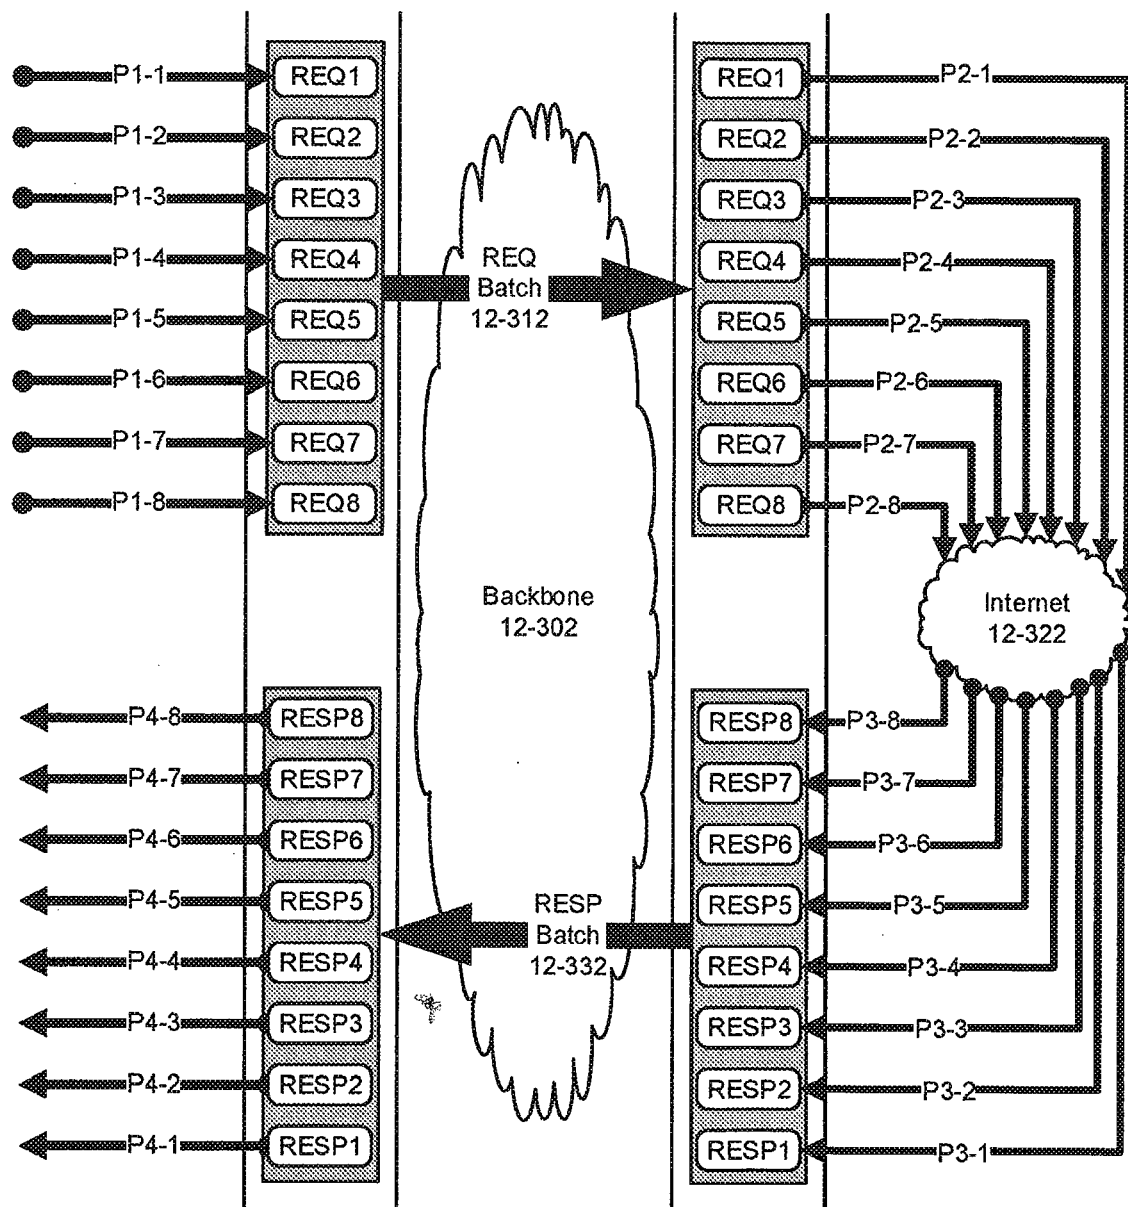 P1-1
REQ1
REQ1
P2-1
P1-2
REQ2
REQ2
P2-2
P1-3
REQ3
REQ3
P2-3
P1-4
REQ4
REQ
Batch
12-312
REQ4
P2-4
P1-5
REQ5
REQ5
P2-5
P1-6
REQ6
REQ6
P2-6
P1-7
REQ7
REQ7
P2-7
P1-8
REQ8
REQ8
P2-8
Backbone
12-302
Internet
12-322
P4-8
RESP8
RESP8
P3-8
P4-7
RESP7
RESP7
P3-7
P4-6
RESP6
RESP6
P3-6
P4-5
RESP5
RESP
Batch
12-332
RESP5
P3-5
P4-4
RESP4
RESP4
P3-4
P4-3
RESP3
RESP3
P3-3
P4-2
RESP2
RESP2
P3-2
P4-1
RESP1
RESP1
P3-1